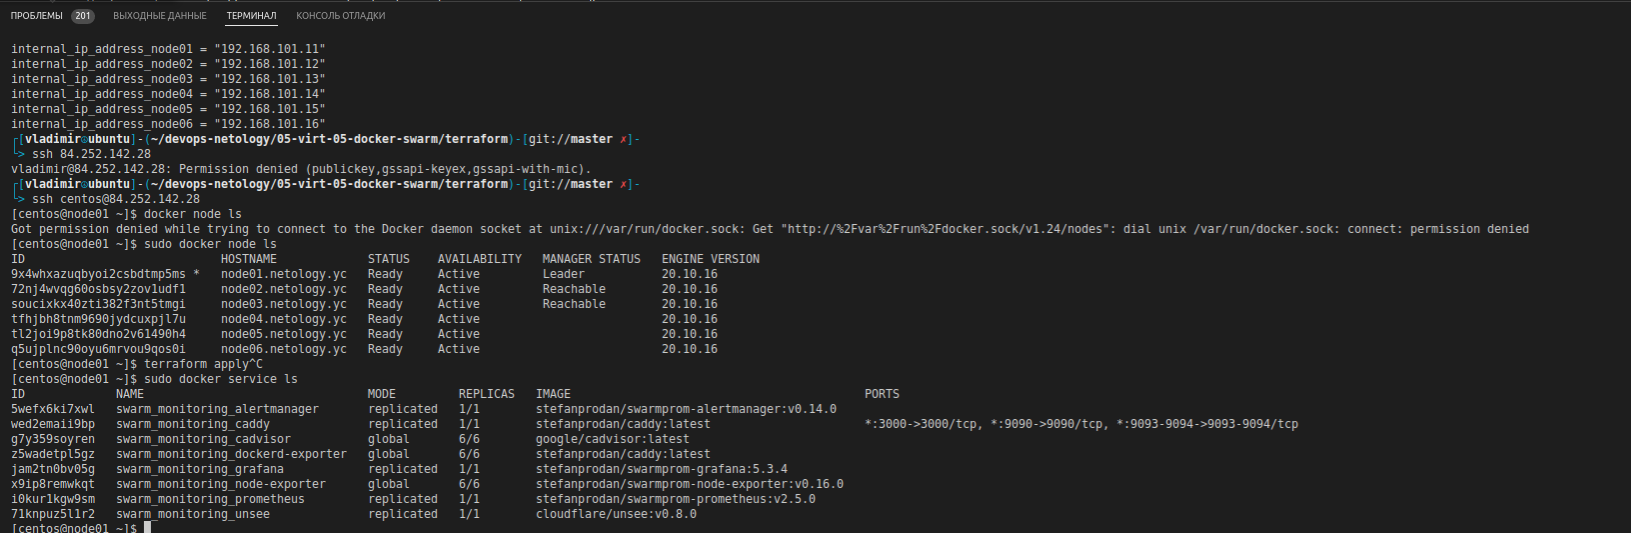 ПРОБЛЕМЫ 201 ВЫХОДНЫЕ ДАННЫЕ ТЕРМИНАЛ КОНСОЛЬ ОТЛАДКИ
internal_ip_address_node01 = "192.168.101.11"
internal_ip_address_node02 = "192.168.101.12"
internal_ip_address_node03 = "192.168.101.13"
internal_ip_address_node04 = "192.168.101.14"
internal_ip_address_node05 = "192.168.101.15"
internal_ip_address_node06 = "192.168.101.16"
┌[vladimir☮ubuntu]-(~/devops-netology/05-virt-05-docker-swarm/terraform)-[git://master ✗]-
└> ssh 84.252.142.28
vladimir@84.252.142.28: Permission denied (publickey,gssapi-keyex,gssapi-with-mic).
┌[vladimir☮ubuntu]-(~/devops-netology/05-virt-05-docker-swarm/terraform)-[git://master ✗]-
└> ssh centos@84.252.142.28
[centos@node01 ~]$ docker node ls
Got permission denied while trying to connect to the Docker daemon socket at unix:///var/run/docker.sock: Get "http://%2Fvar%2Frun%2Fdocker.sock/v1.24/nodes": dial unix /var/run/docker.sock: connect: permission denied
[centos@node01 ~]$ sudo docker node ls
ID HOSTNAME STATUS AVAILABILITY MANAGER STATUS ENGINE VERSION
9x4whxazuqbyoi2csbdtmp5ms * node01.netology.yc Ready Active Leader 20.10.16
72nj4wvqg60osbsy2zov1udf1 node02.netology.yc Ready Active Reachable 20.10.16
soucixkx40zti382f3nt5tmgi node03.netology.yc Ready Active Reachable 20.10.16
tfhjbh8tnm9690jydcuxpjl7u node04.netology.yc Ready Active 20.10.16
tl2joi9p8tk80dno2v61490h4 node05.netology.yc Ready Active 20.10.16
q5ujplnc90oyu6mrvou9qos0i node06.netology.yc Ready Active 20.10.16
[centos@node01 ~]$ terraform apply^C
[centos@node01 ~]$ sudo docker service ls
ID NAME MODE REPLICAS IMAGE PORTS
5wefx6ki7xwl swarm_monitoring_alertmanager replicated 1/1 stefanprodan/swarmprom-alertmanager:v0.14.0
wed2emaii9bp swarm_monitoring_caddy replicated 1/1 stefanprodan/caddy:latest *:3000->3000/tcp, *:9090->9090/tcp, *:9093-9094->9093-9094/tcp
g7y359soyren swarm_monitoring_cadvisor global 6/6 google/cadvisor:latest
z5wadetpl5gz swarm_monitoring_dockerd-exporter global 6/6 stefanprodan/caddy:latest
jam2tn0bv05g swarm_monitoring_grafana replicated 1/1 stefanprodan/swarmprom-grafana:5.3.4
x9ip8remwkqt swarm_monitoring_node-exporter global 6/6 stefanprodan/swarmprom-node-exporter:v0.16.0
i0kur1kgw9sm swarm_monitoring_prometheus replicated 1/1 stefanprodan/swarmprom-prometheus:v2.5.0
71knpuz5l1r2 swarm_monitoring_unsee replicated 1/1 cloudflare/unsee:v0.8.0
[centos@node01 ~]$